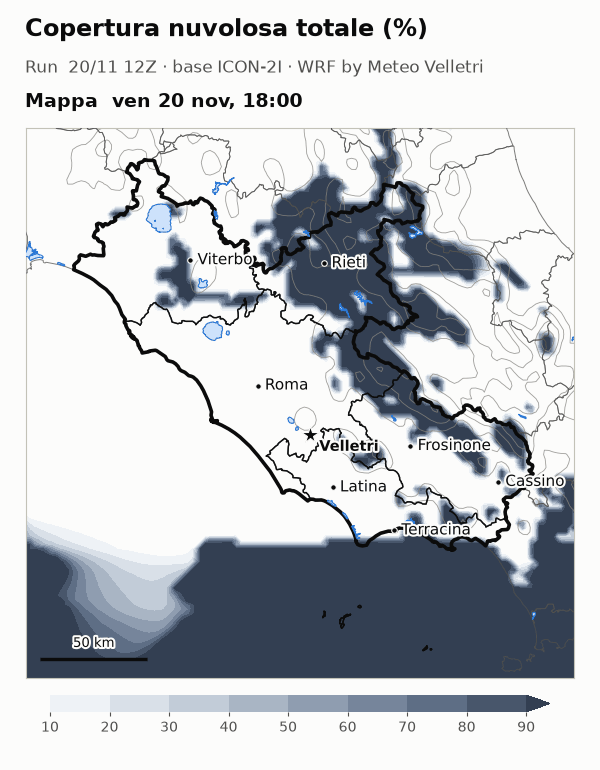 Copertura nuvolosa totale (%)
Run 20/11 12Z · base ICON-2I · WRF by Meteo Velletri
Mappa ven 20 nov, 18:00
Viterbo
Rieti
Roma
Velletri
Frosinone
Cassino
Latina
Terracina
50 km
10 20 30 40 50 60 70 80 90